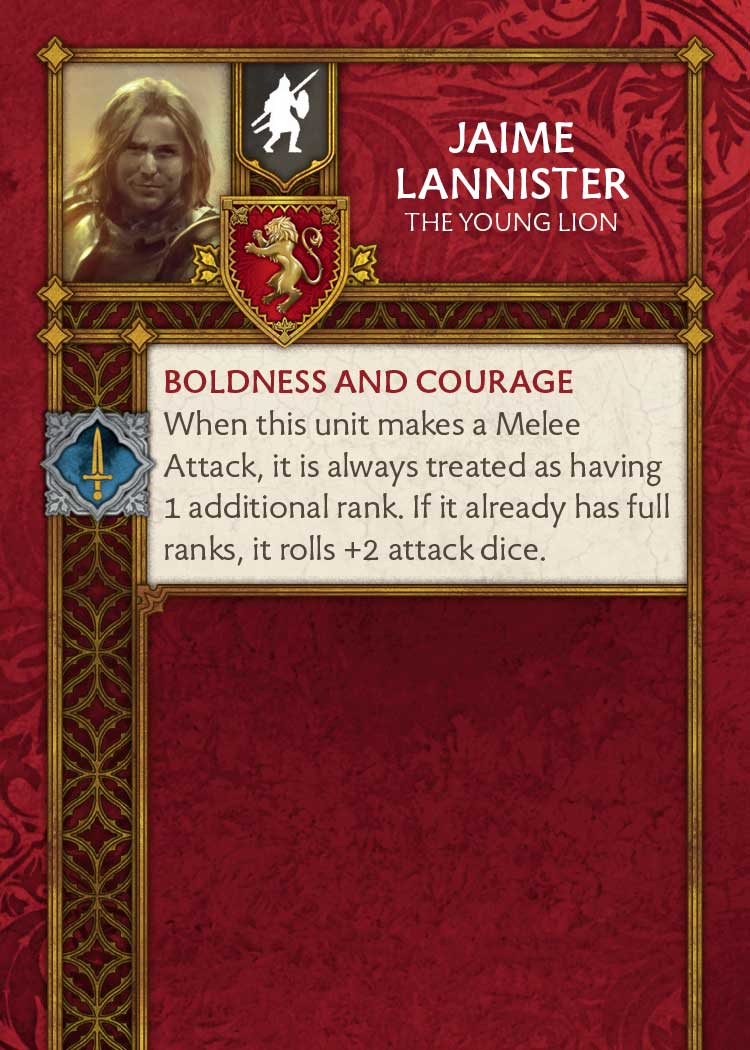 JAIME
LANNISTER
THE YOUNG LION
BOLDNESS AND COURAGE
When this unit makes a Melee
Attack, it is always treated as having
1 additional rank. If it already has full
ranks, it rolls +2 attack dice.